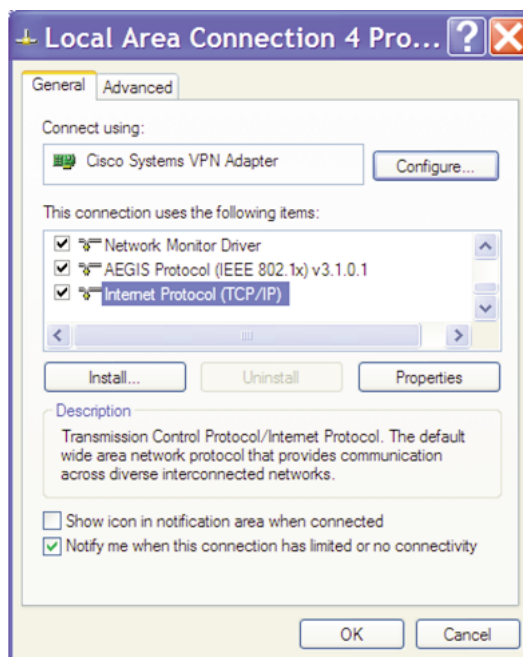 Local Area Connection 4 Pro...
General
Advanced
Connect using:
Cisco Systems VPN Adapter
Configure...
This connection uses the following items:
Network Monitor Driver
AEGIS Protocol (IEEE 802.1x) v3.1.0.1
Internet Protocol (TCP/IP)
Install...
Uninstall
Properties
Description
Transmission Control Protocol/Internet Protocol. The default
wide area network protocol that provides communication
across diverse interconnected networks.
Show icon in notification area when connected
Notify me when this connection has limited or no connectivity
OK
Cancel